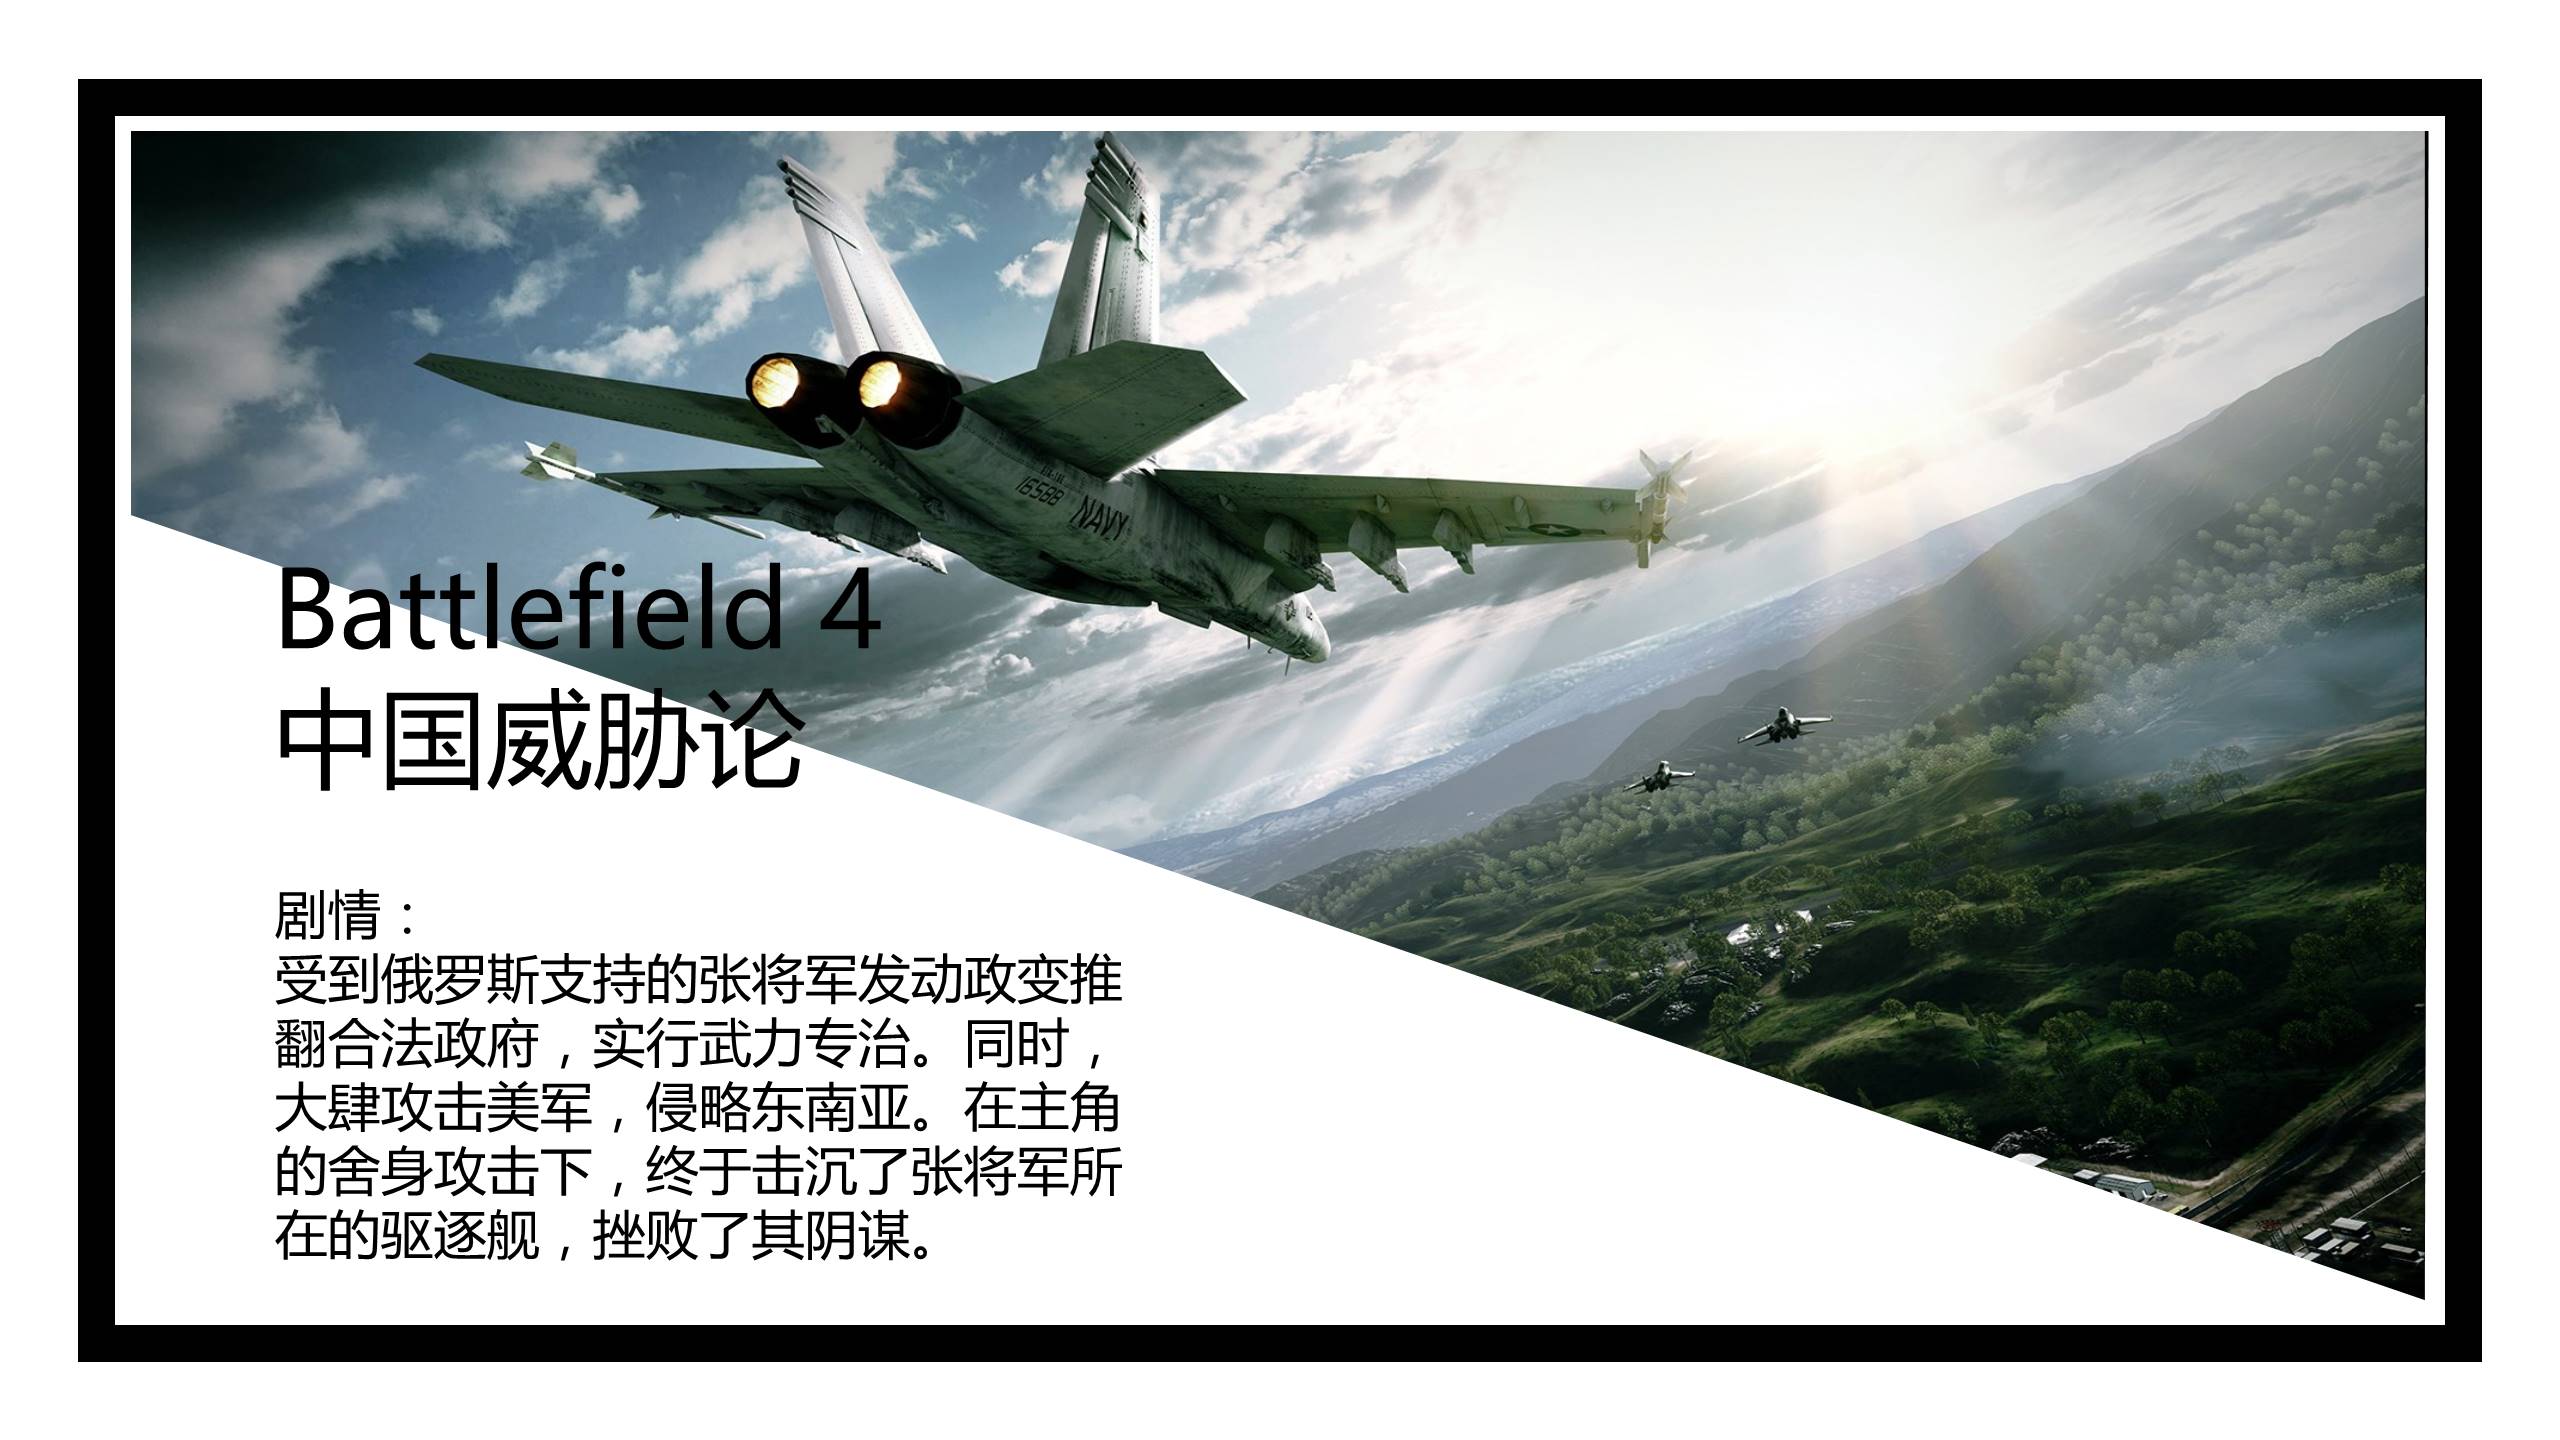 16588
NAVY
Battlefield 4
中国威胁论
剧情：
受到俄罗斯支持的张将军发动政变推
翻合法政府，实行武力专治。同时，
大肆攻击美军，侵略东南亚。在主角
的舍身攻击下，终于击沉了张将军所
在的驱逐舰，挫败了其阴谋。